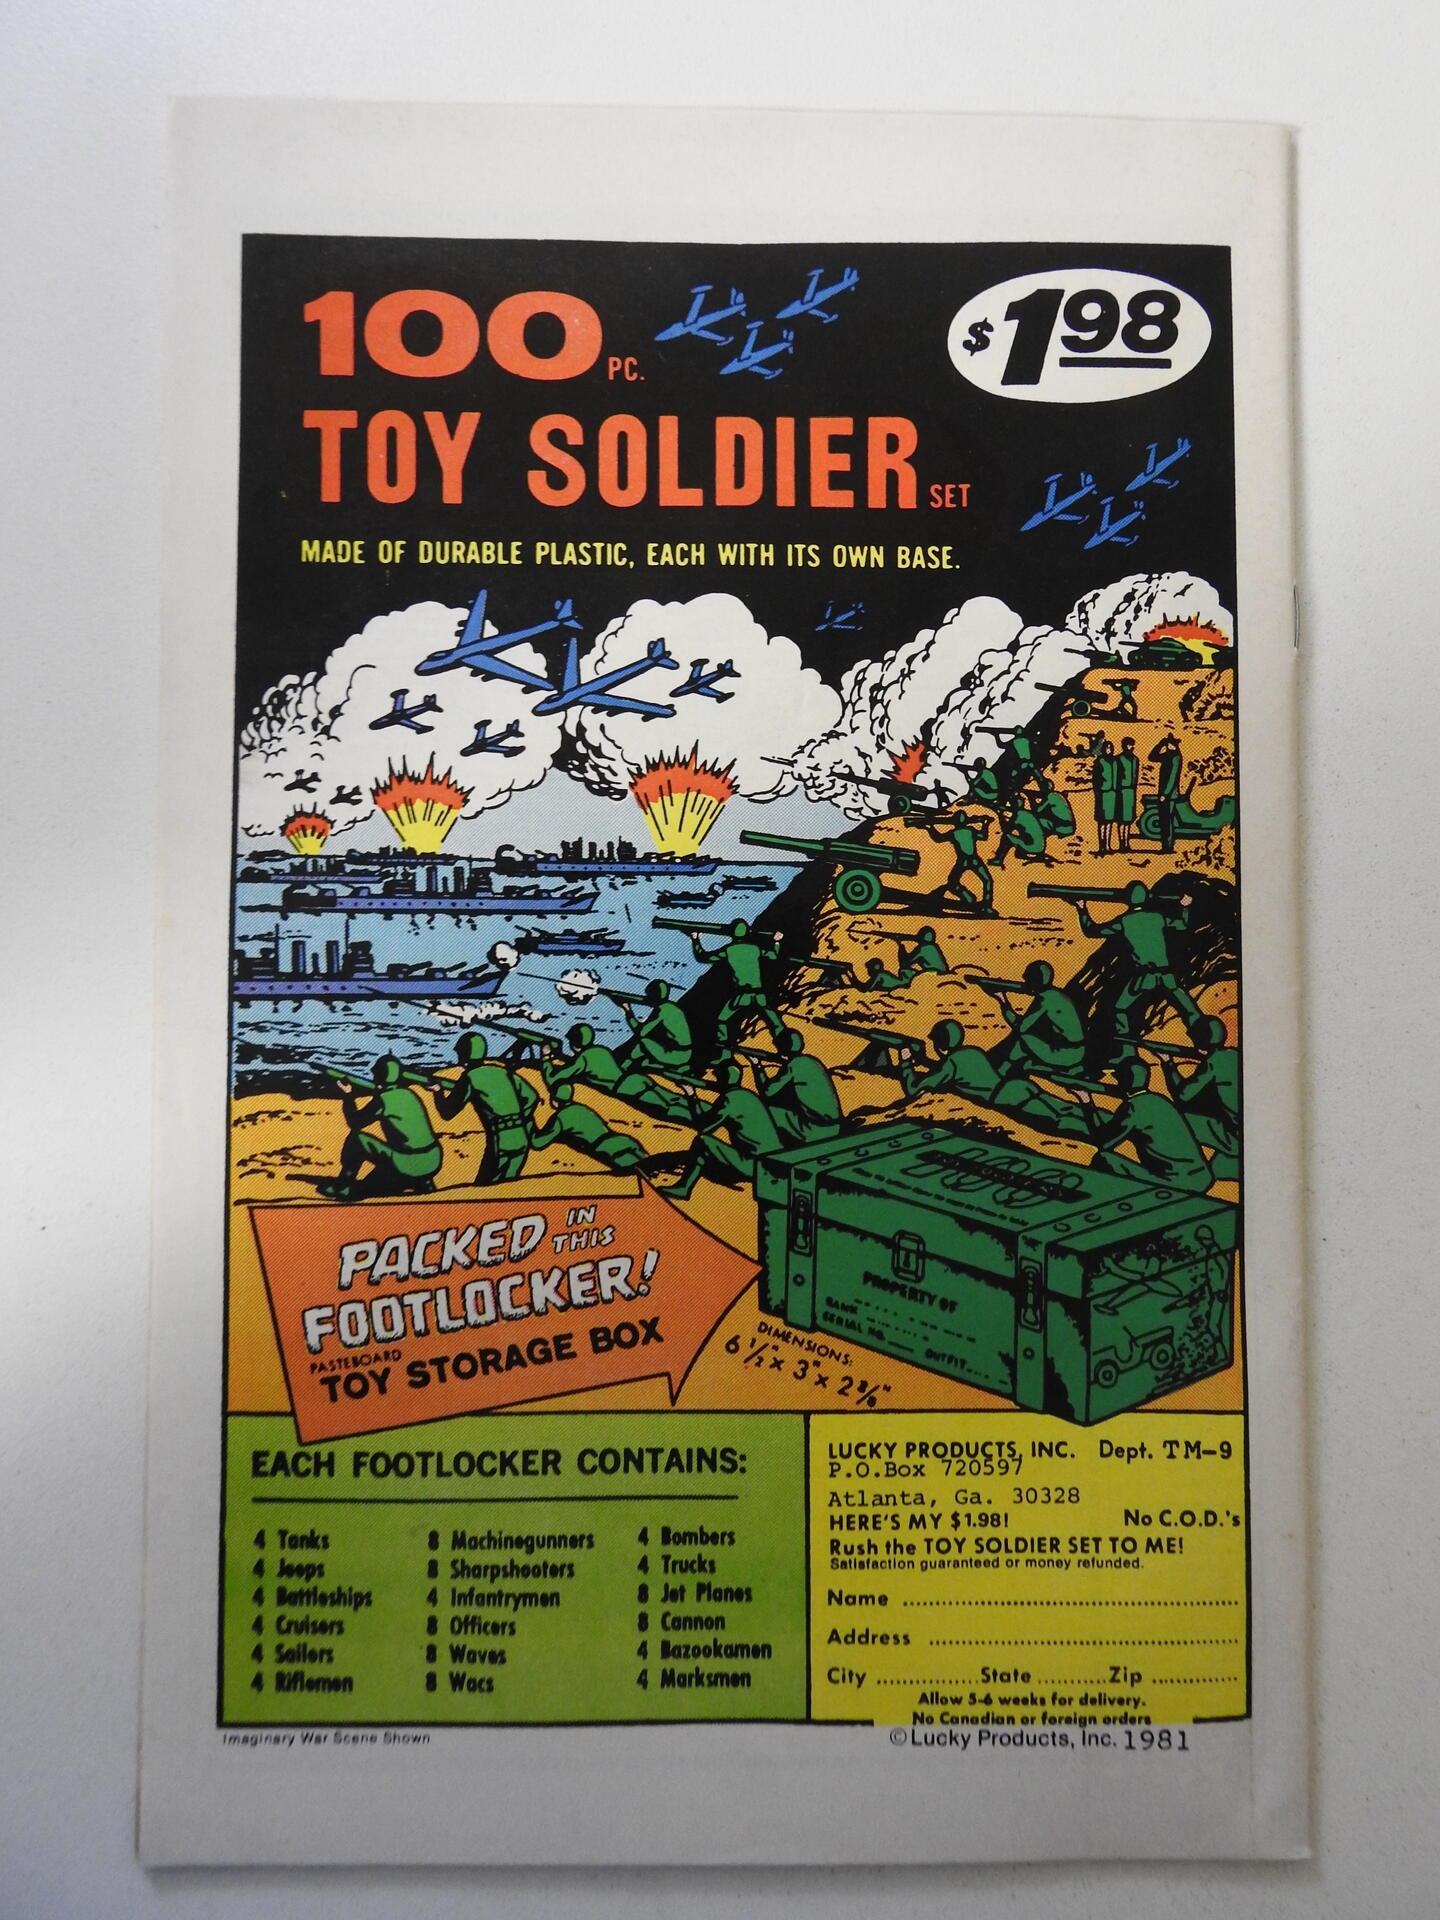 100 PC.
$1.98
TOY SOLDIER SET
MADE OF DURABLE PLASTIC, EACH WITH ITS OWN BASE.
PACKED IN THIS
FOOTLOCKER!
PASTEBOARD
TOY STORAGE BOX
PROPERTY OF
RANK
SERIAL NO.
OUTFIT
DIMENSIONS:
6 1/2" x 3" x 2 3/8"
EACH FOOTLOCKER CONTAINS:
4 Tanks
4 Jeeps
4 Battleships
4 Cruisers
4 Sailors
4 Riflemen
8 Machinegunners
8 Sharpshooters
4 Infantrymen
8 Officers
8 Waves
8 Wacs
4 Bombers
4 Trucks
8 Jet Planes
8 Cannon
4 Bazookamen
4 Marksmen
LUCKY PRODUCTS, INC. Dept. TM-9
P.O.Box 720597
Atlanta, Ga. 30328
HERE'S MY $1.98! No C.O.D.'s
Rush the TOY SOLDIER SET TO ME!
Satisfaction guaranteed or money refunded.
Name
Address
City State Zip
Allow 5-6 weeks for delivery.
No Canadian or foreign orders
Imaginary War Scene Shown
©Lucky Products, Inc. 1981